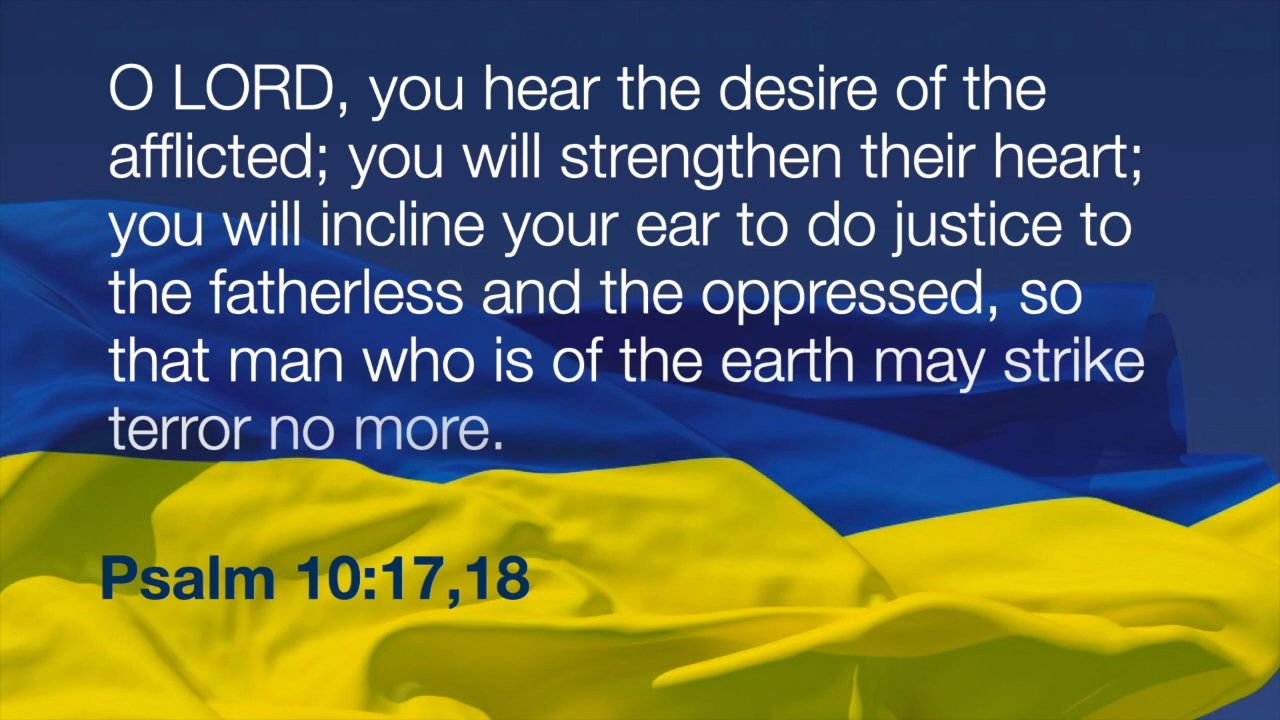 O LORD, you hear the desire of the
afflicted; you will strengthen their heart;
you will incline your ear to do justice to
the fatherless and the oppressed, so
that man who is of the earth may strike
terror no more.
Psalm 10:17,18